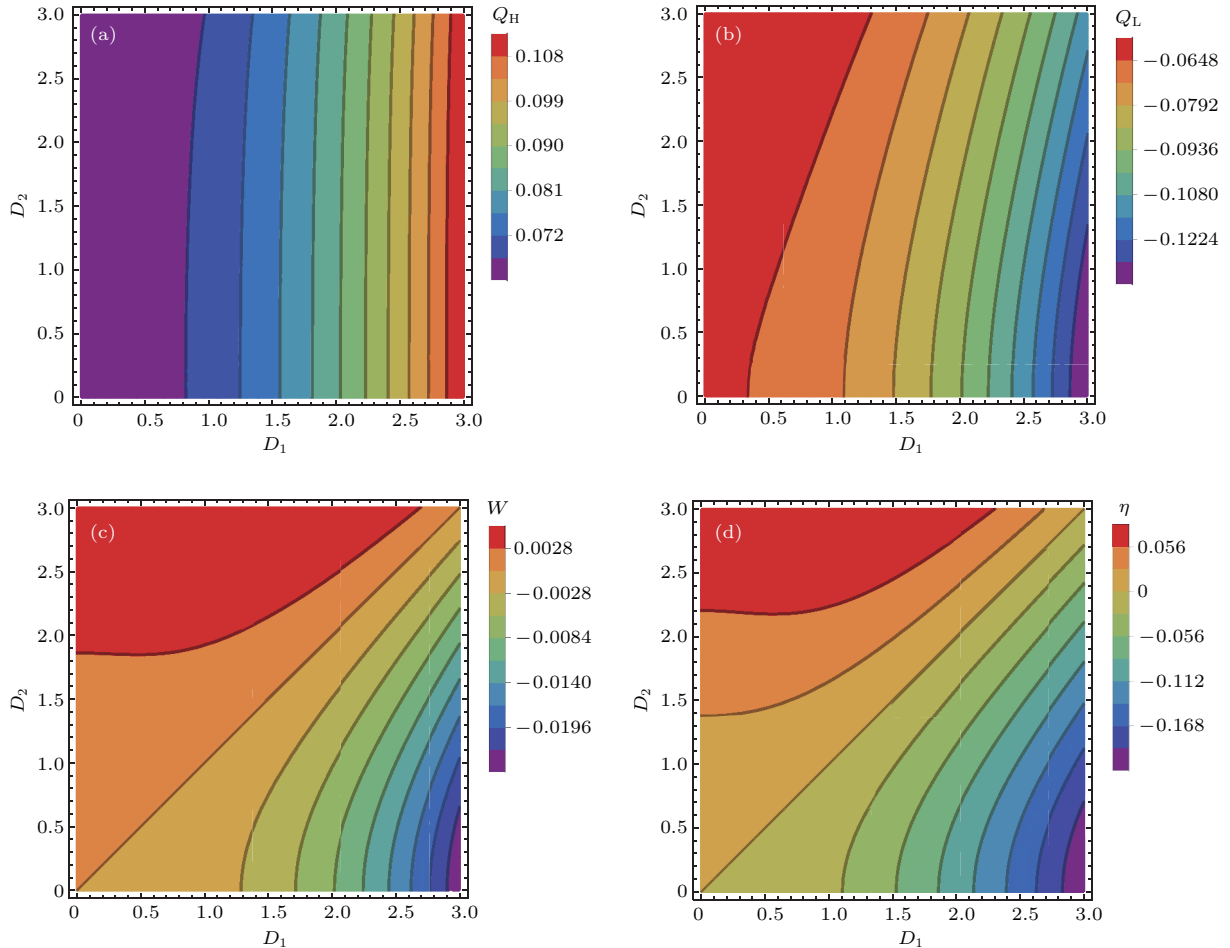 (a)
Q_H
3.0
2.5
2.0
1.5
1.0
0.5
0
D_2
0 1.0 1.5 2.0 2.5 3.0
D_1
0.108
0.099
0.090
0.081
0.072
(b)
Q_L
3.0
2.5
2.0
1.5
1.0
0.5
0
D_2
0 0.5 1.0 1.5 2.0 2.5 3.0
D_1
−0.0648
−0.0792
−0.0936
−0.1080
−0.1224
(c)
W
3.0
2.5
2.0
1.5
1.0
0.5
0
D_2
0 0.5 1.0 1.5 2.0 2.5 3.0
D_1
0.0028
−0.0028
−0.0084
−0.0140
−0.0196
(d)
η
3.0
2.5
2.0
1.5
1.0
0.5
0
D_2
0 0.5 1.0 1.5 2.0 2.5 3.0
D_1
0.056
0
−0.056
−0.112
−0.168